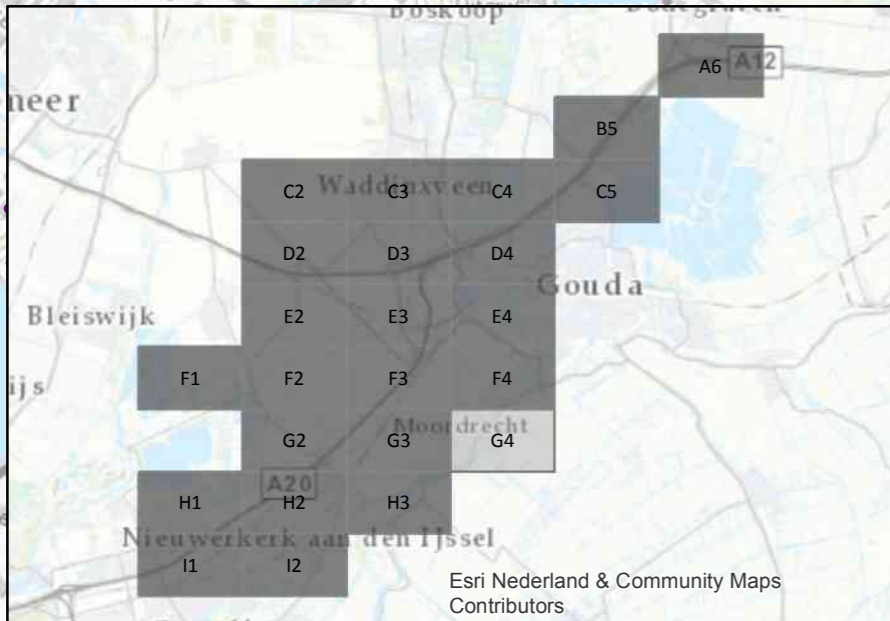 Boskoop
A6 A12
neer
B5
C2 Waddinxveen C3 C4 C5
D2 D3 D4
Gouda
Bleiswijk E2 E3 E4
ijs F1 F2 F3 F4
Moordrecht
G2 G3 G4
A20
H1 H2 H3
Nieuwerkerk aan den IJssel
I1 I2
Esri Nederland & Community Maps
Contributors